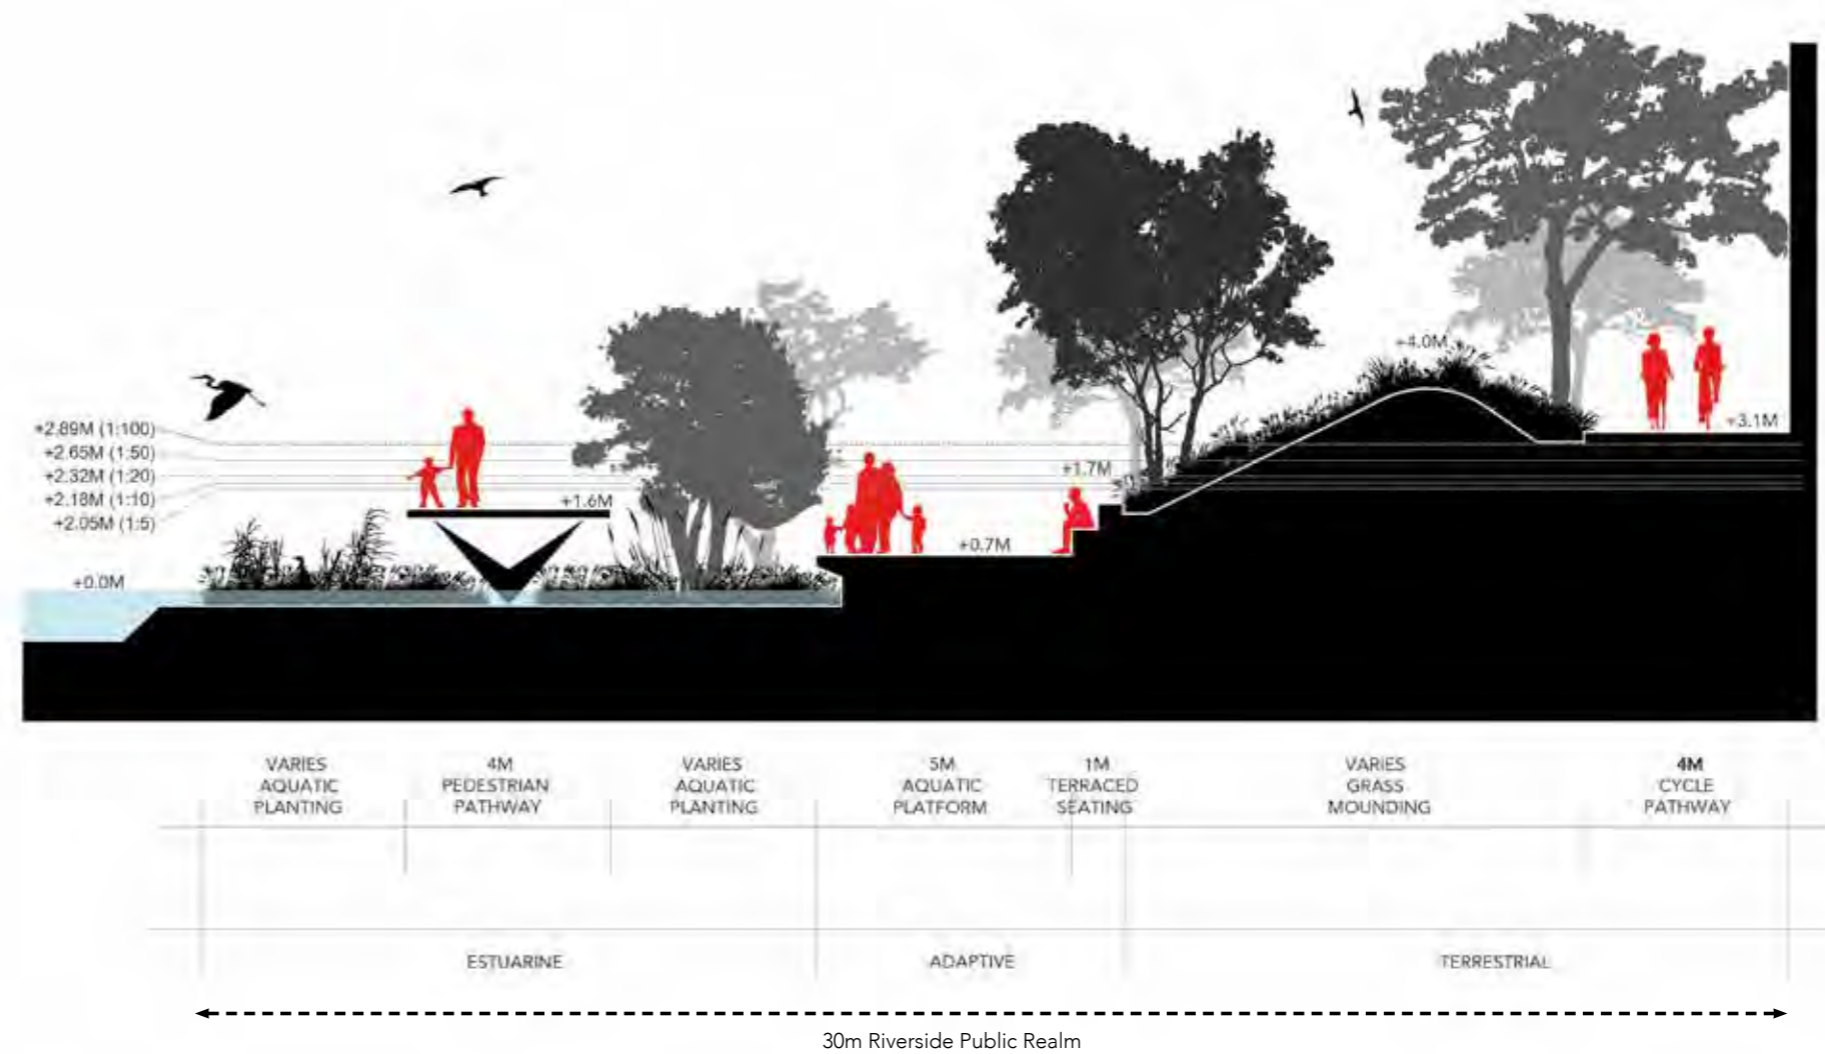 +4.0M
+3.1M
+2.89M (1:100)
+2.65M (1:50)
+2.32M (1:20)
+2.18M (1:10)
+2.05M (1:5)
+1.7M
+1.6M
+0.7M
+0.0M
VARIES
AQUATIC
PLANTING
4M
PEDESTRIAN
PATHWAY
VARIES
AQUATIC
PLANTING
5M
AQUATIC
PLATFORM
1M
TERRACED
SEATING
VARIES
GRASS
MOUNDING
4M
CYCLE
PATHWAY
ESTUARINE
ADAPTIVE
TERRESTRIAL
30m Riverside Public Realm